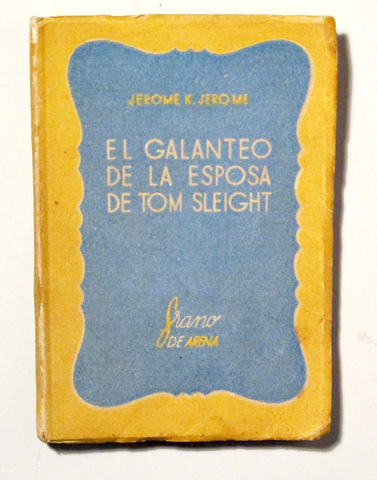 JEROME K. JEROME
EL GALANTEO
DE LA ESPOSA
DE TOM SLEIGHT
Grano
DE ARENA